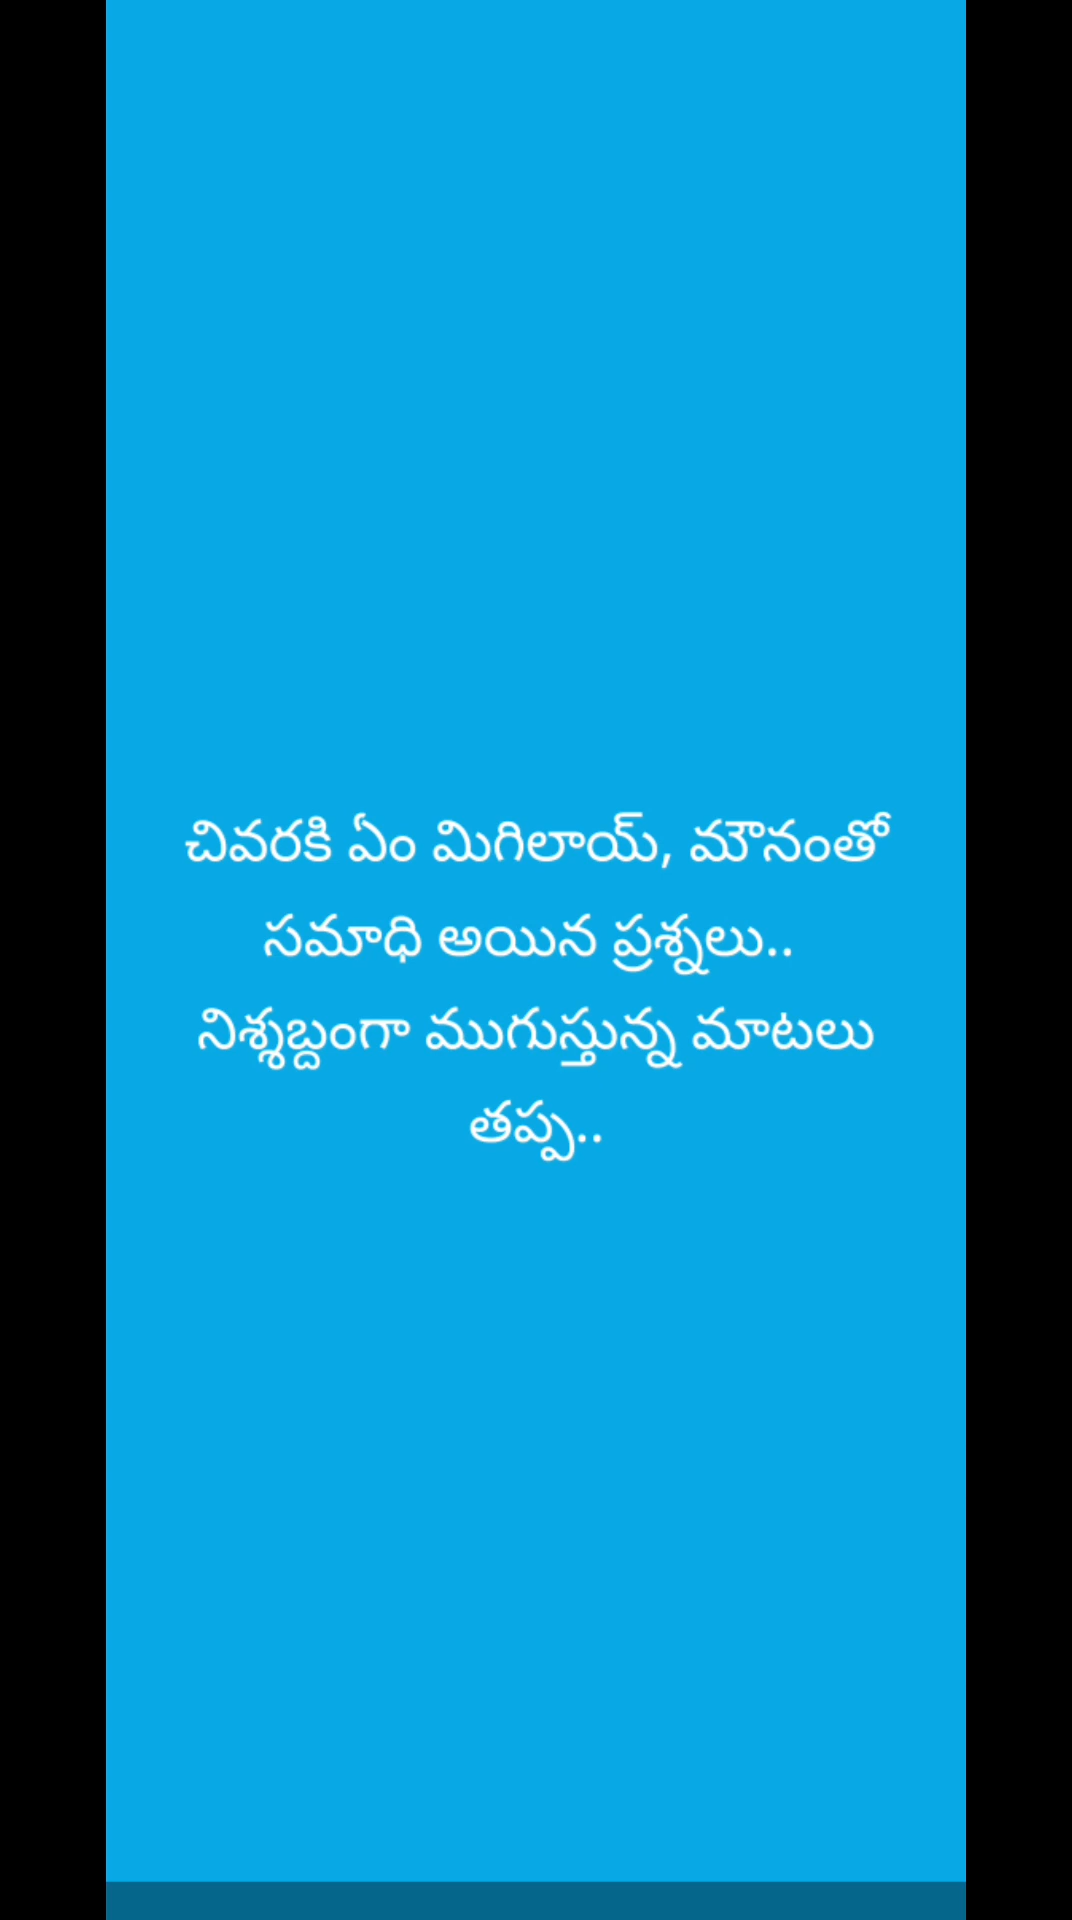 చివరకి ఏం మిగిలాయ్, మౌనంతో
సమాధి అయిన ప్రశ్నలు..
నిశ్శబ్దంగా ముగుస్తున్న మాటలు
తప్ప..